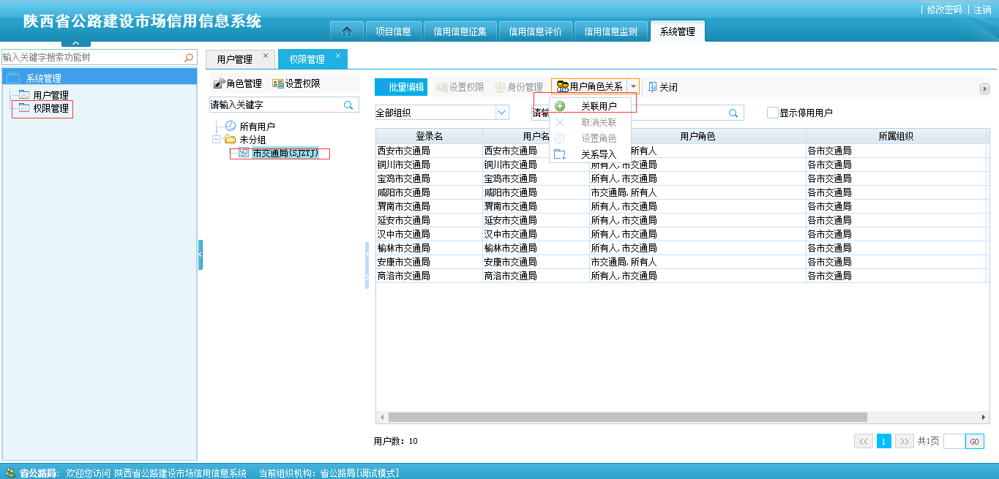 修改密码 注销
陕西省公路建设市场信用信息系统
项目信息 信用信息征集 信用信息评价 信用信息监测 系统管理
输入关键字搜索功能树
系统管理
用户管理
权限管理
用户管理 权限管理
角色管理 设置权限
请输入关键字
所有用户
未分组
市交通局(SJZTJ)
批量编辑 设置权限 身份管理 用户角色关系 关闭
全部组织 请输 显示停用用户
关联用户
取消关联
设置角色
关系导入
登录名 用户名 用户角色 所属组织
西安市交通局 西安市交通局 所有人 各市交通局
铜川市交通局 铜川市交通局 所有人,市交通局 各市交通局
宝鸡市交通局 宝鸡市交通局 所有人,市交通局 各市交通局
咸阳市交通局 咸阳市交通局 市交通局,所有人 各市交通局
渭南市交通局 渭南市交通局 所有人,市交通局 各市交通局
延安市交通局 延安市交通局 所有人,市交通局 各市交通局
汉中市交通局 汉中市交通局 所有人,市交通局 各市交通局
榆林市交通局 榆林市交通局 所有人,市交通局 各市交通局
安康市交通局 安康市交通局 市交通局,所有人 各市交通局
商洛市交通局 商洛市交通局 所有人,市交通局 各市交通局
用户数: 10
<< 1 >> 共1页 GO
省公路局: 欢迎您访问 陕西省公路建设市场信用信息系统 当前组织机构: 省公路局[调试模式]